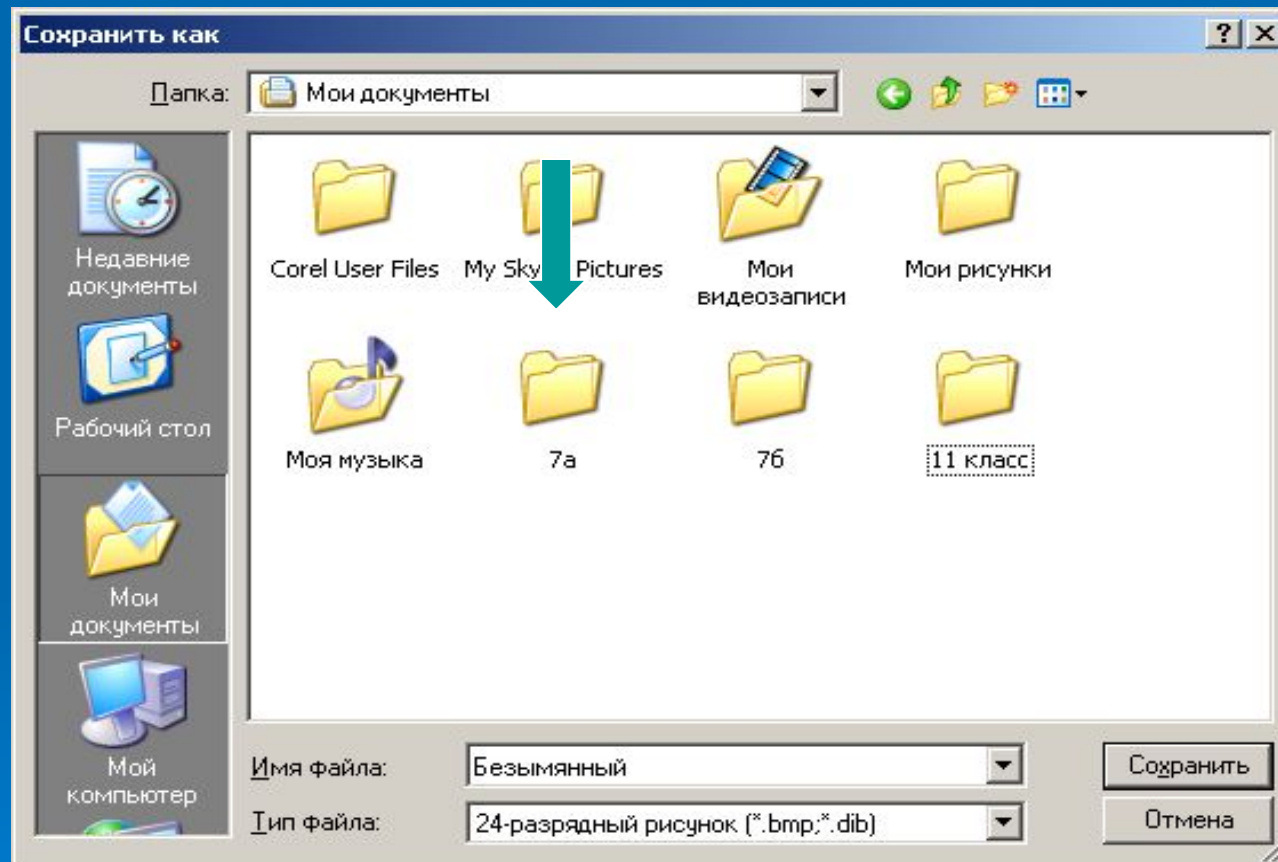 Сохранить как
Папка:
Мои документы
Недавние
документы
Рабочий стол
Мои
документы
Мой
компьютер
Corel User Files
My Pictures
Мои
видеозаписи
Мои рисунки
Моя музыка
7а
7б
11 класс
Имя файла:
Безымянный
Сохранить
Тип файла:
24-разрядный рисунок (*.bmp;*.dib)
Отмена